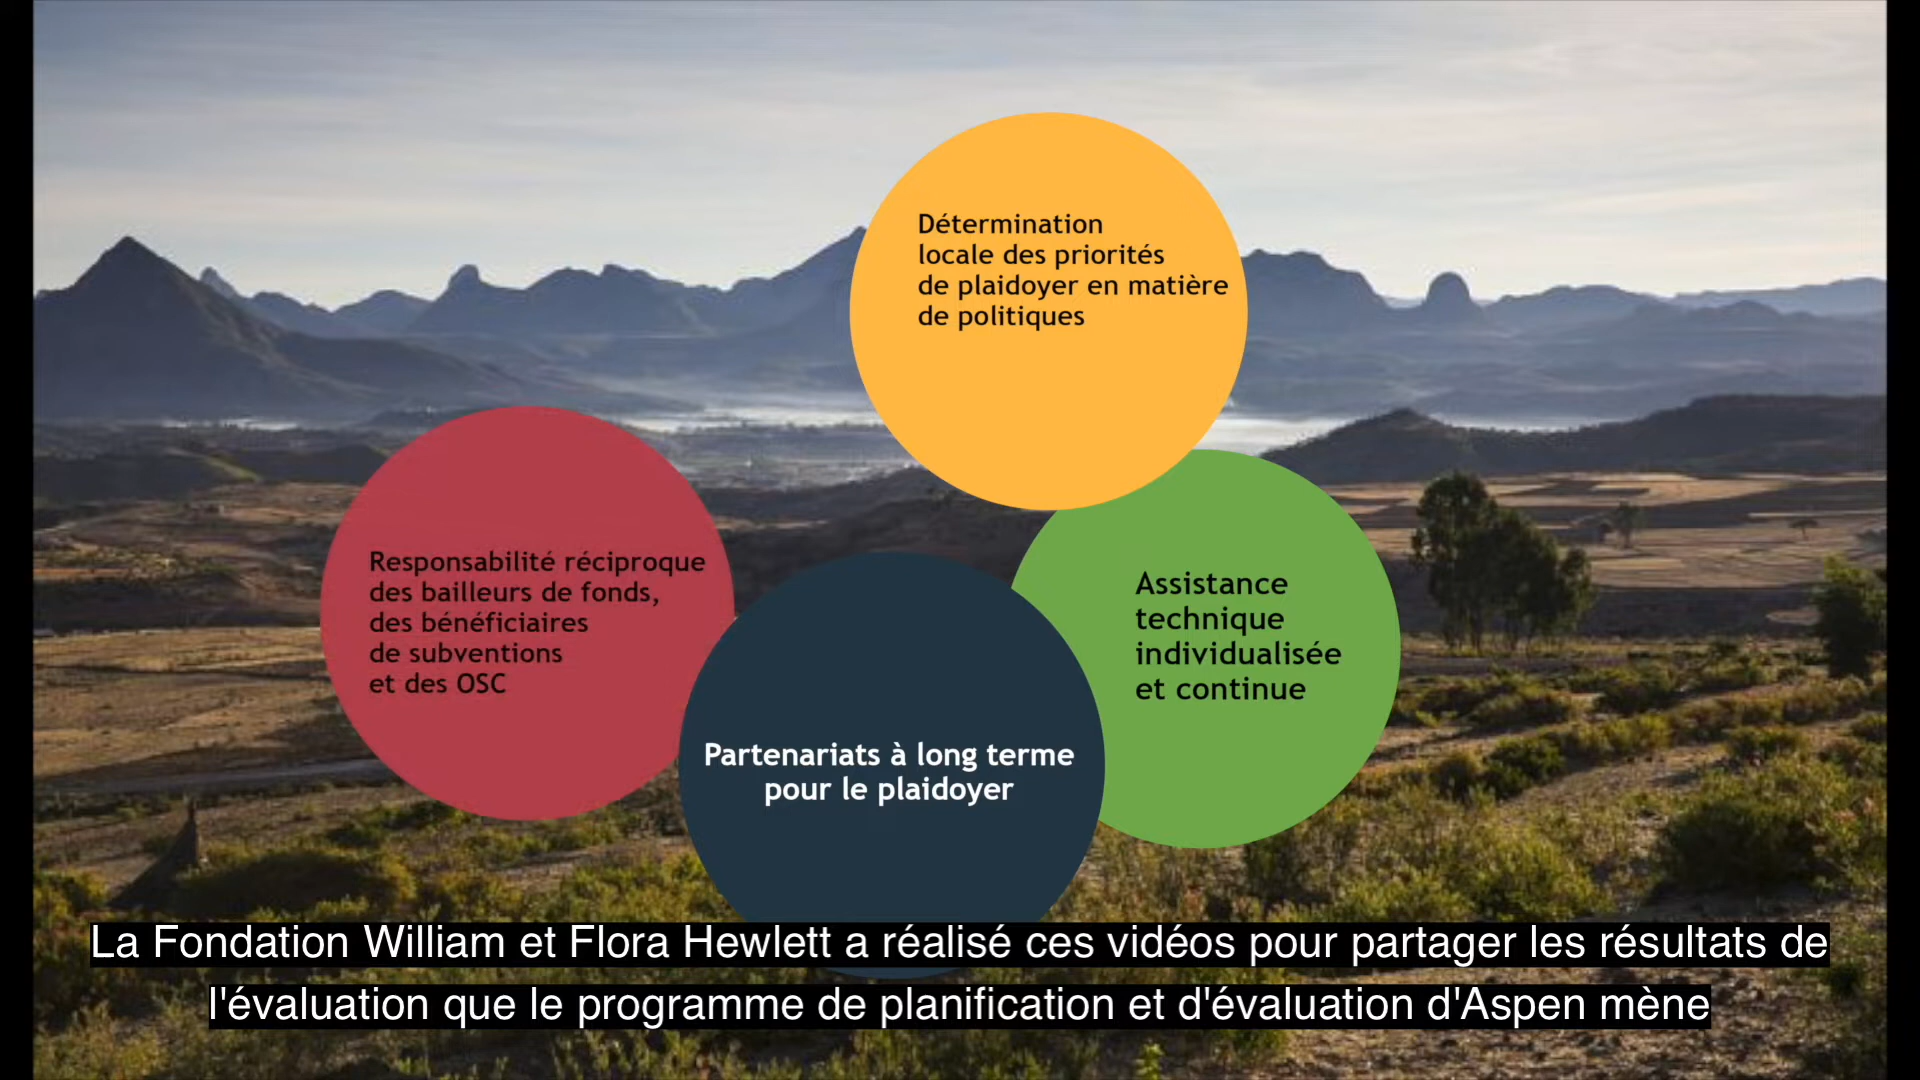 Détermination
locale des priorités
de plaidoyer en matière
de politiques
Responsabilité réciproque
des bailleurs de fonds,
des bénéficiaires
de subventions
et des OSC
Assistance
technique
individualisée
et continue
Partenariats à long terme
pour le plaidoyer
La Fondation William et Flora Hewlett a réalisé ces vidéos pour partager les résultats de
l'évaluation que le programme de planification et d'évaluation d'Aspen mène